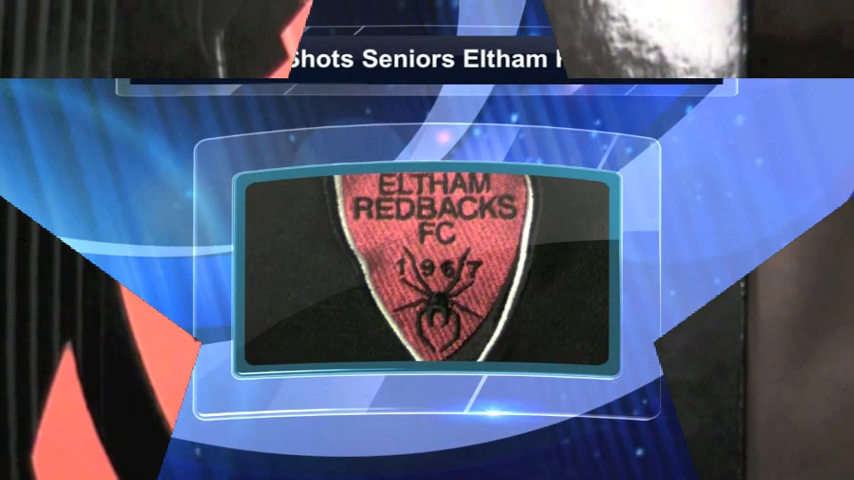 Shots Seniors Eltham
ELTHAM
REDBACKS
FC
1967